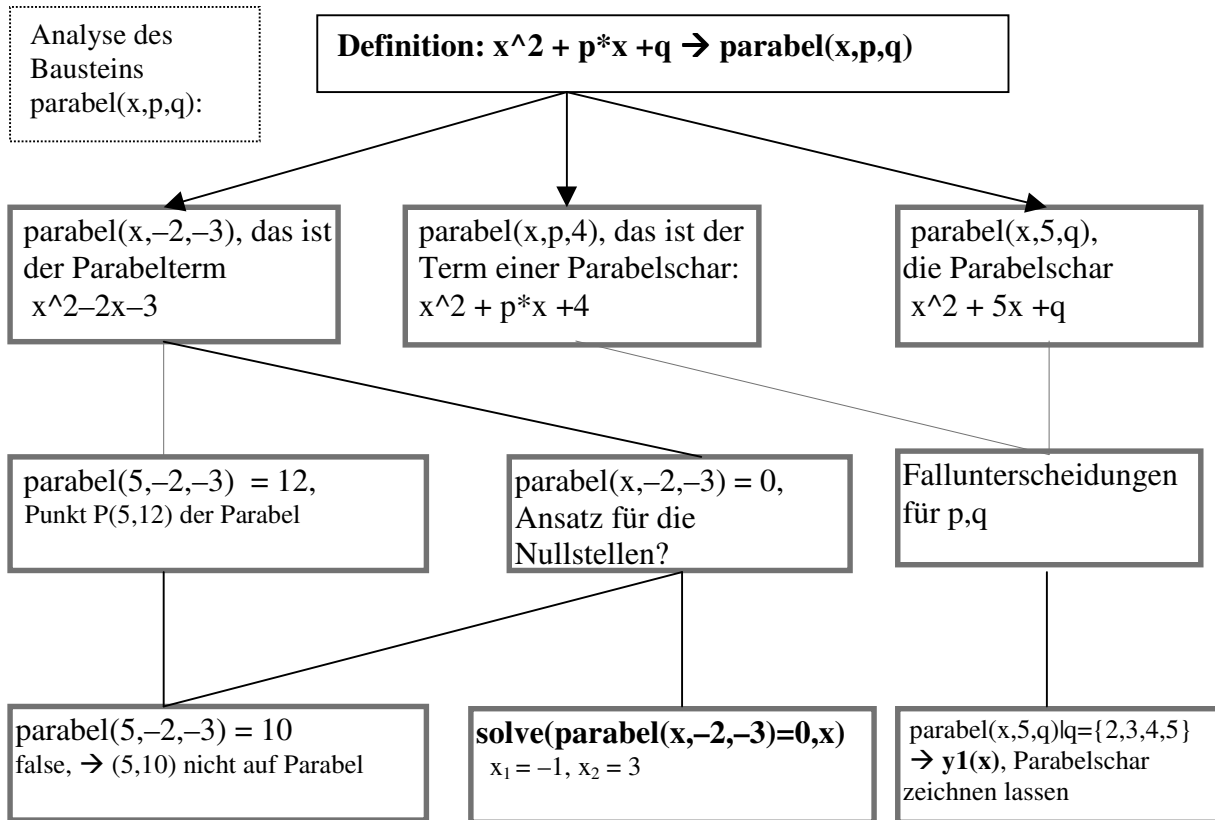 Analyse des
Bausteins
parabel(x,p,q):
Definition: x^2 + p*x +q → parabel(x,p,q)
parabel(x,–2,–3), das ist
der Parabelterm
x^2–2x–3
parabel(x,p,4), das ist der
Term einer Parabelschar:
x^2 + p*x +4
parabel(x,5,q),
die Parabelschar
x^2 + 5x +q
parabel(5,–2,–3) = 12,
Punkt P(5,12) der Parabel
parabel(x,–2,–3) = 0,
Ansatz für die
Nullstellen?
Fallunterscheidungen
für p,q
parabel(5,–2,–3) = 10
false, → (5,10) nicht auf Parabel
solve(parabel(x,–2,–3)=0,x)
x₁ = –1, x₂ = 3
parabel(x,5,q)|q={2,3,4,5}
→ y1(x), Parabelschar
zeichnen lassen